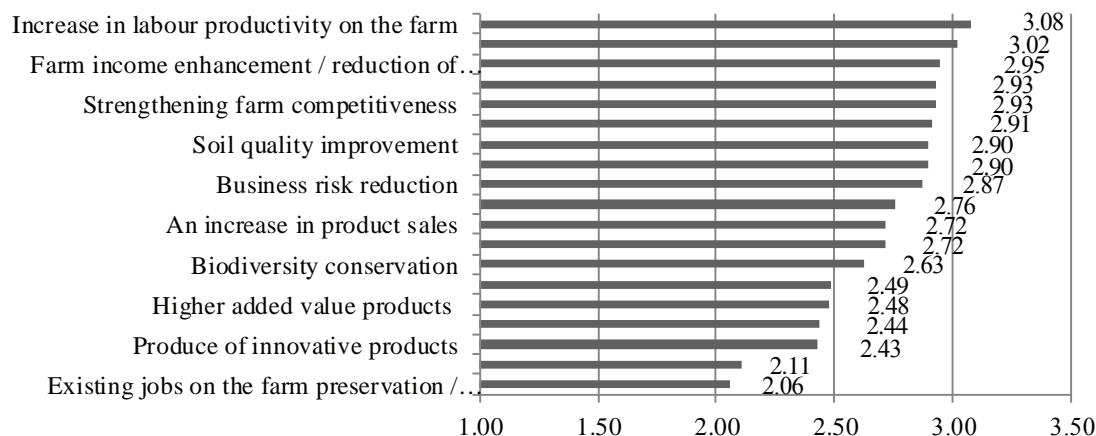 Increase in labour productivity on the farm 3.08
3.02
Farm income enhancement / reduction of… 2.95
2.93
Strengthening farm competitiveness 2.93
2.91
Soil quality improvement 2.90
2.90
Business risk reduction 2.87
2.76
An increase in product sales 2.72
2.72
Biodiversity conservation 2.63
2.49
Higher added value products 2.48
2.44
Produce of innovative products 2.43
2.11
Existing jobs on the farm preservation /… 2.06
1.00 1.50 2.00 2.50 3.00 3.50